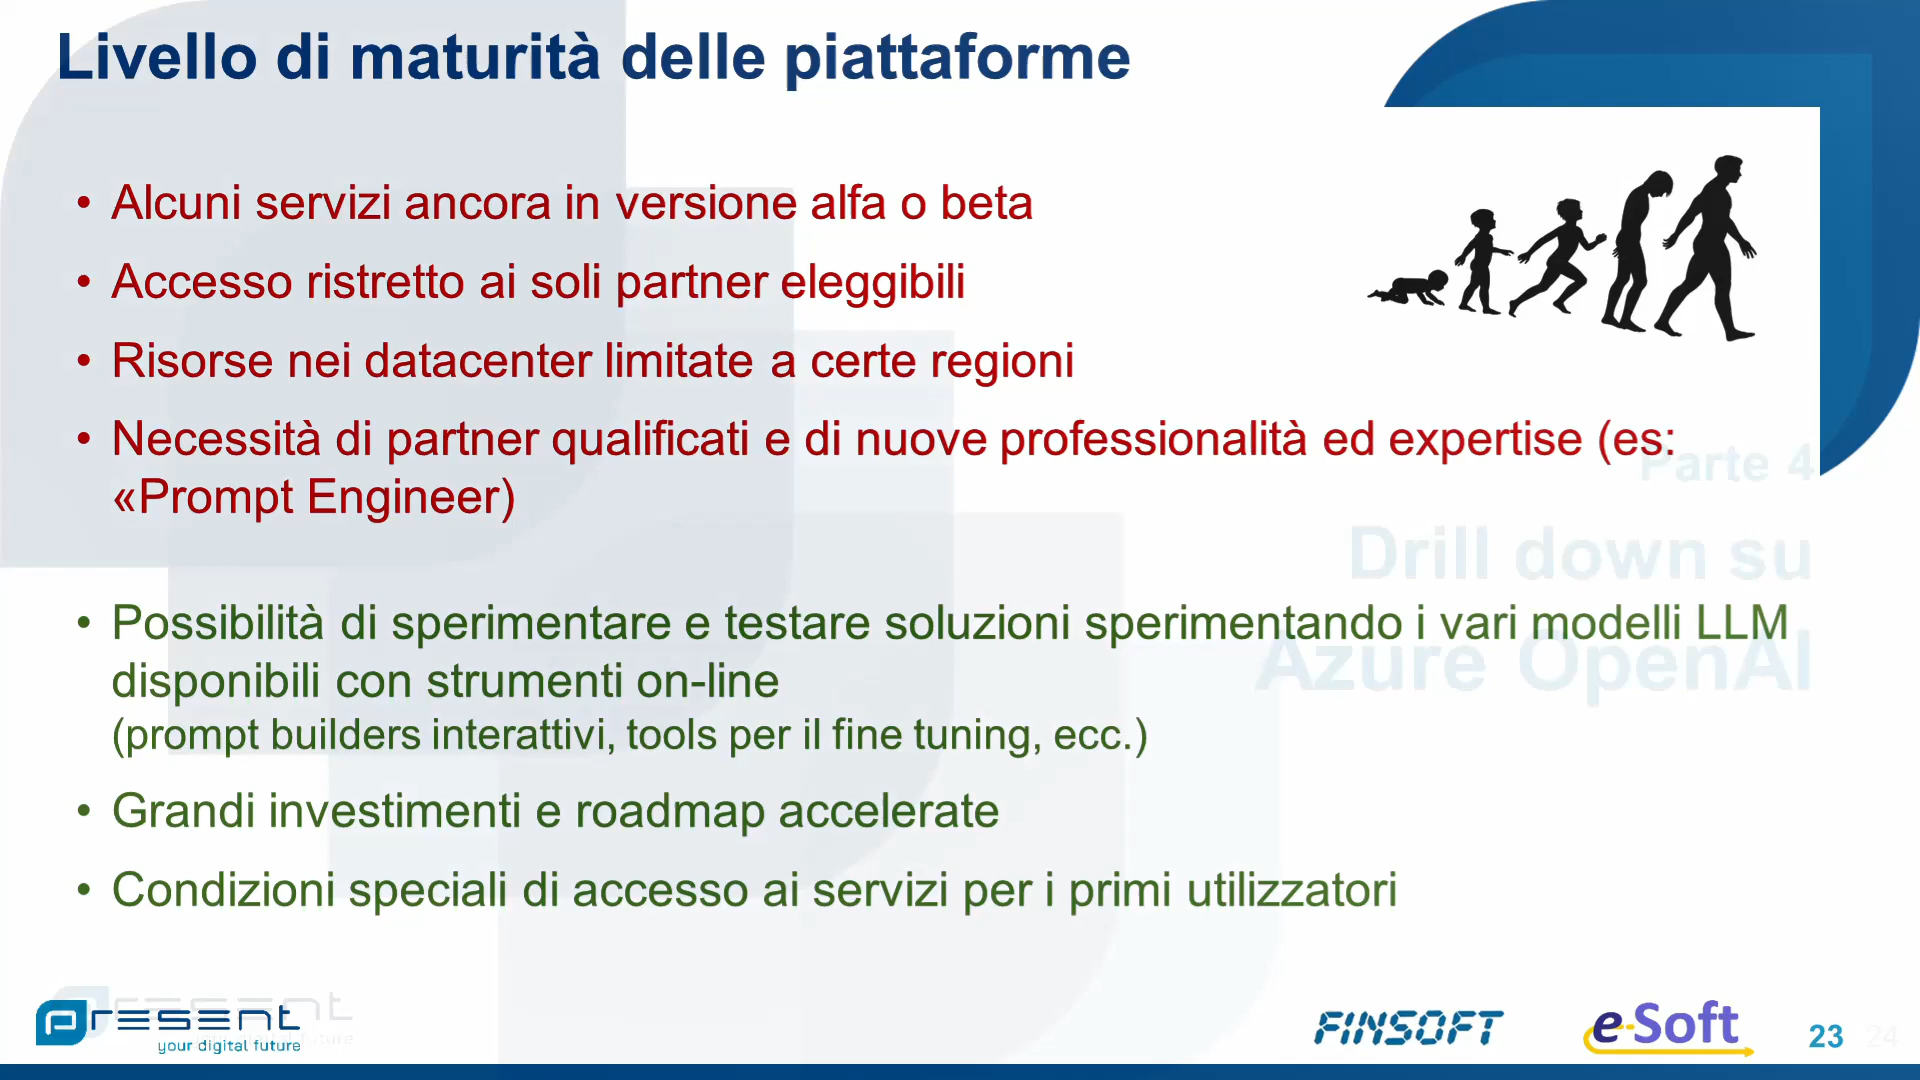 Livello di maturità delle piattaforme
• Alcuni servizi ancora in versione alfa o beta
• Accesso ristretto ai soli partner eleggibili
• Risorse nei datacenter limitate a certe regioni
• Necessità di partner qualificati e di nuove professionalità ed expertise (es:
«Prompt Engineer)
Parte 4
Drill down su
Azure OpenAI
• Possibilità di sperimentare e testare soluzioni sperimentando i vari modelli LLM
disponibili con strumenti on-line
(prompt builders interattivi, tools per il fine tuning, ecc.)
• Grandi investimenti e roadmap accelerate
• Condizioni speciali di accesso ai servizi per i primi utilizzatori
present
your digital future
FINSOFT
e-Soft
23
24